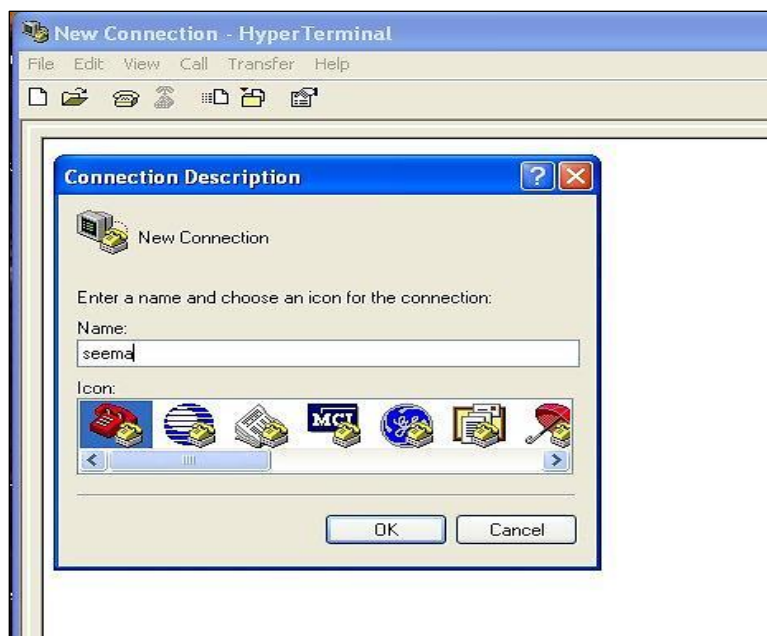 New Connection - HyperTerminal
File Edit View Call Transfer Help
Connection Description
New Connection
Enter a name and choose an icon for the connection:
Name:
seema
Icon:
MCI
OK Cancel